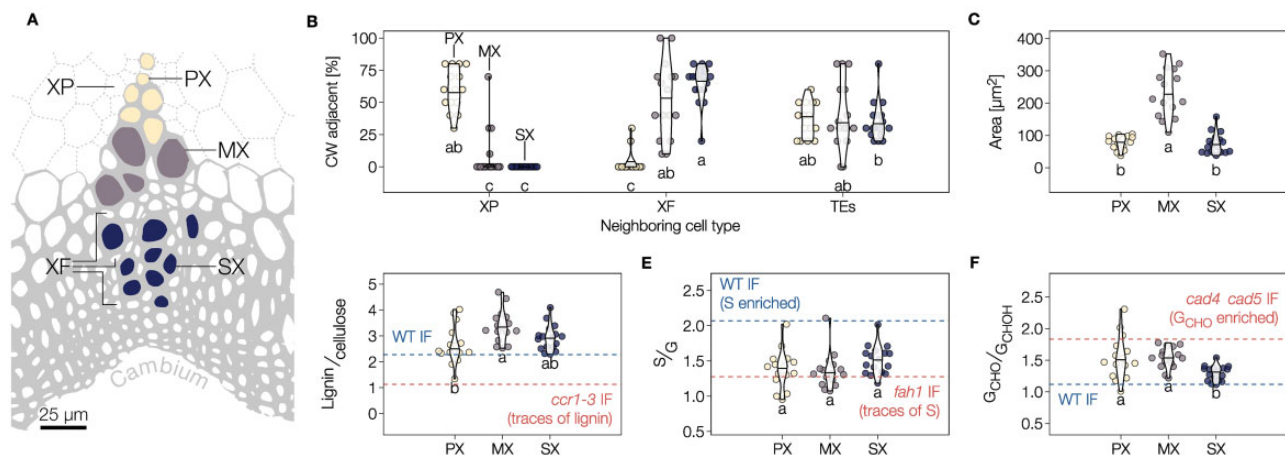 A
XP
PX
MX
XF
SX
Cambium
25 µm
B
CW adjacent [%]
100
75
50
25
0
PX
MX
SX
ab
c
c
c
ab
a
ab
ab
b
XP
XF
TEs
Neighboring cell type
C
Area [µm²]
400
300
200
100
0
b
a
b
PX
MX
SX
Lignin/cellulose
5
4
3
2
1
0
WT IF
b
a
ab
ccr1-3 IF
(traces of lignin)
PX
MX
SX
E
S/G
2.5
2.0
1.5
1.0
0.5
WT IF
(S enriched)
a
a
a
fah1 IF
(traces of S)
PX
MX
SX
F
GCHO/GCHOH
2.5
2.0
1.5
1.0
0.5
cad4 cad5 IF
(GCHO enriched)
WT IF
a
a
b
PX
MX
SX